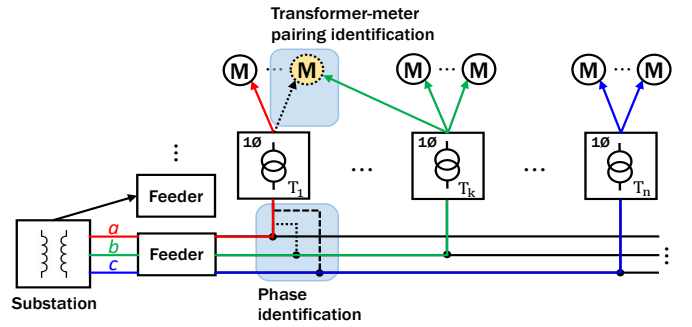 Transformer-meter
pairing identification
M ... M M ... M M ... M
1Ø 1Ø 1Ø
T1 ... Tk ... Tn
...
Feeder
a
b Feeder
c ...
Substation
Phase
identification